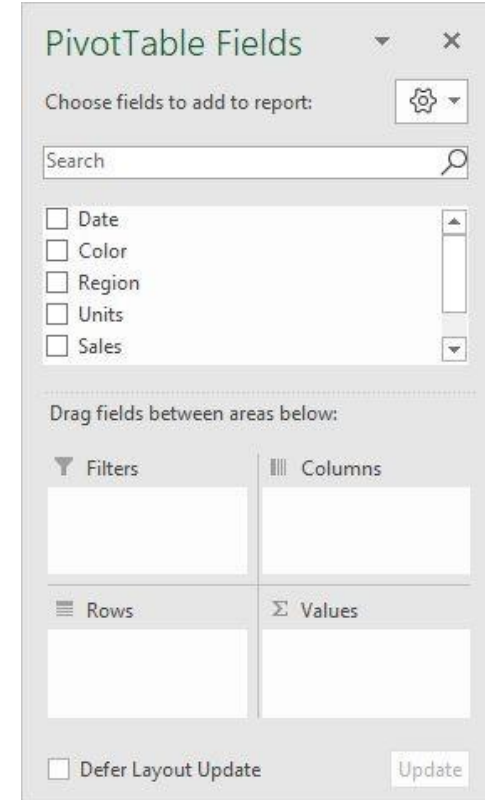 PivotTable Fields
Choose fields to add to report:
Search
Date
Color
Region
Units
Sales
Drag fields between areas below:
Filters
Columns
Rows
Σ Values
Defer Layout Update
Update